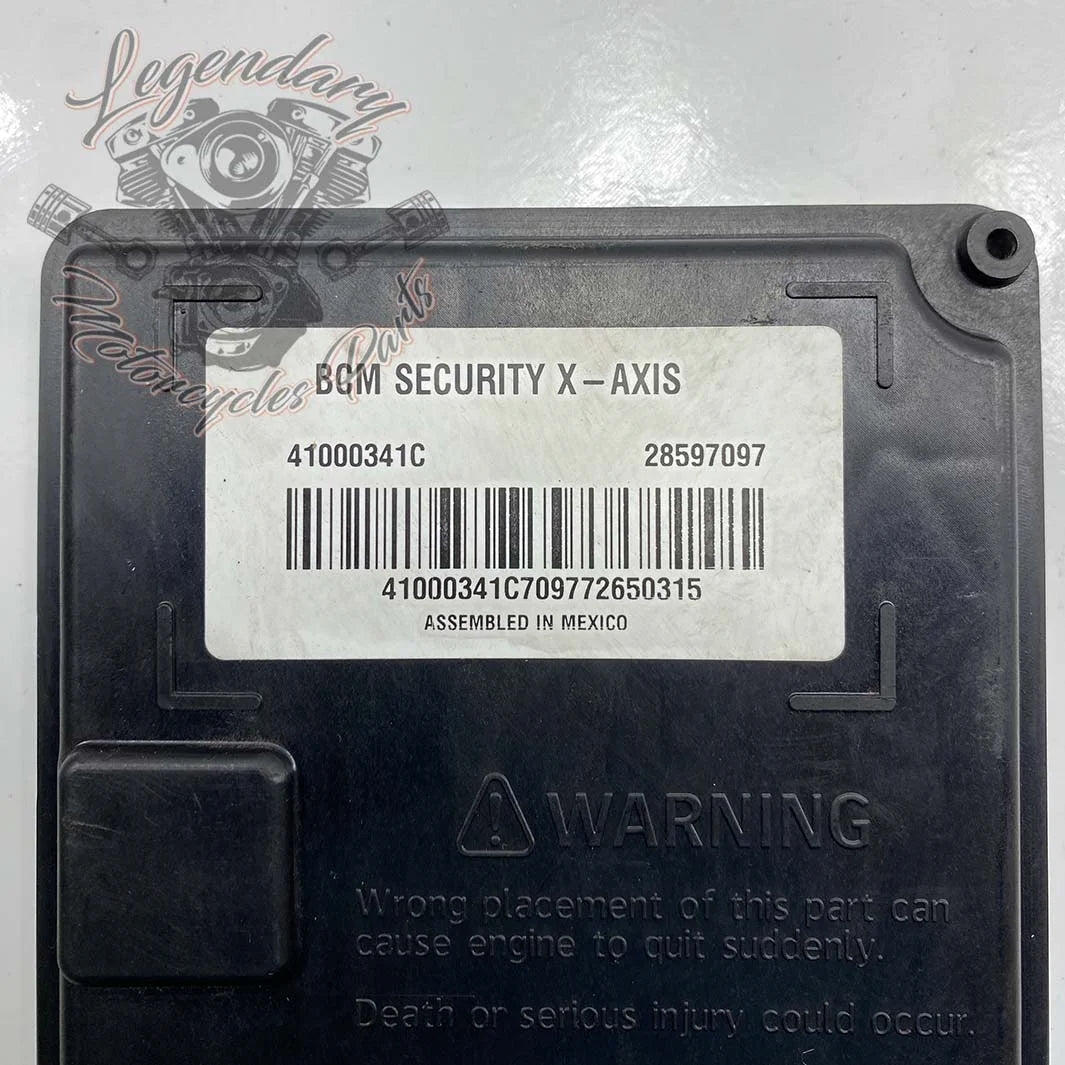 Legendary
Motorcycles Parts
BCM SECURITY X–AXIS
41000341C 28597097
41000341C709772650315
ASSEMBLED IN MEXICO
WARNING
Wrong placement of this part can
cause engine to quit suddenly.
Death or serious injury could occur.